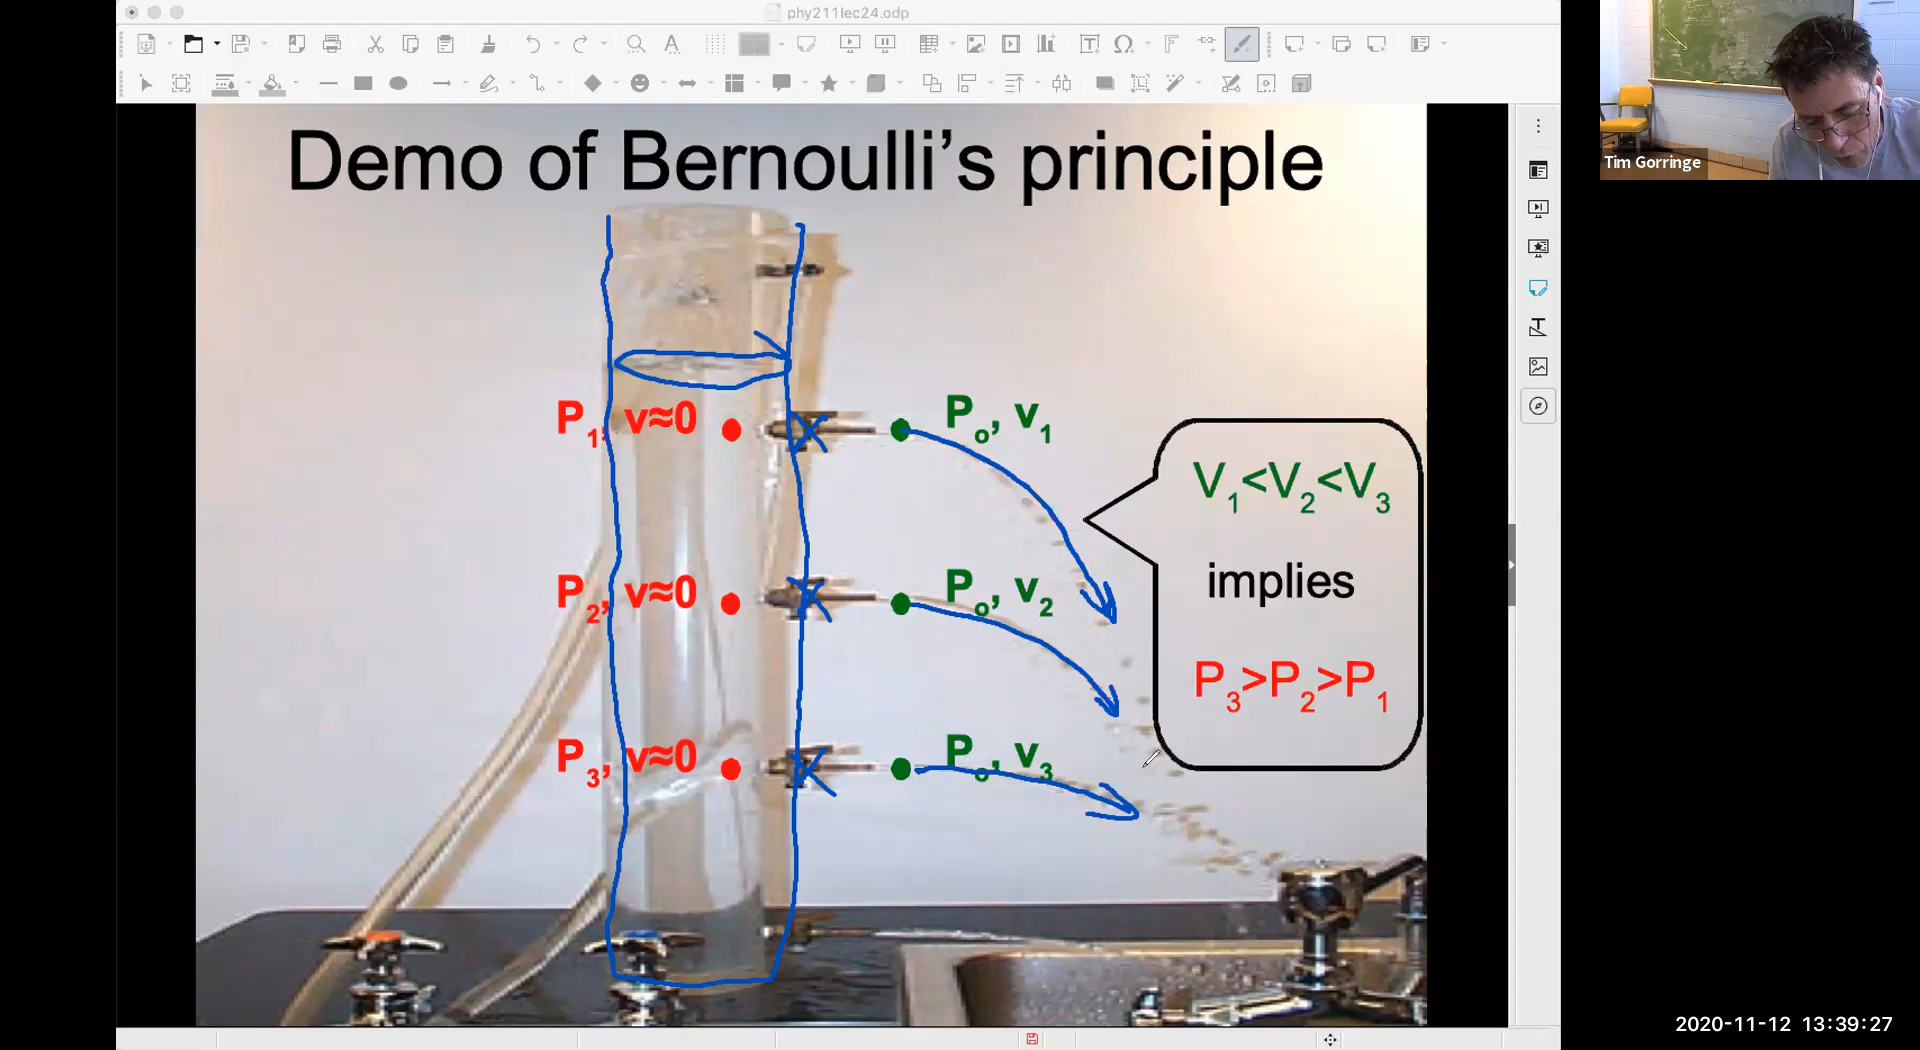 phy211lec24.odp
Demo of Bernoulli's principle
P1, v≈0
Po, v1
P2, v≈0
Po, v2
P3, v≈0
Po, v3
V1<V2<V3
implies
P3>P2>P1
Tim Gorringe
2020-11-12 13:39:27